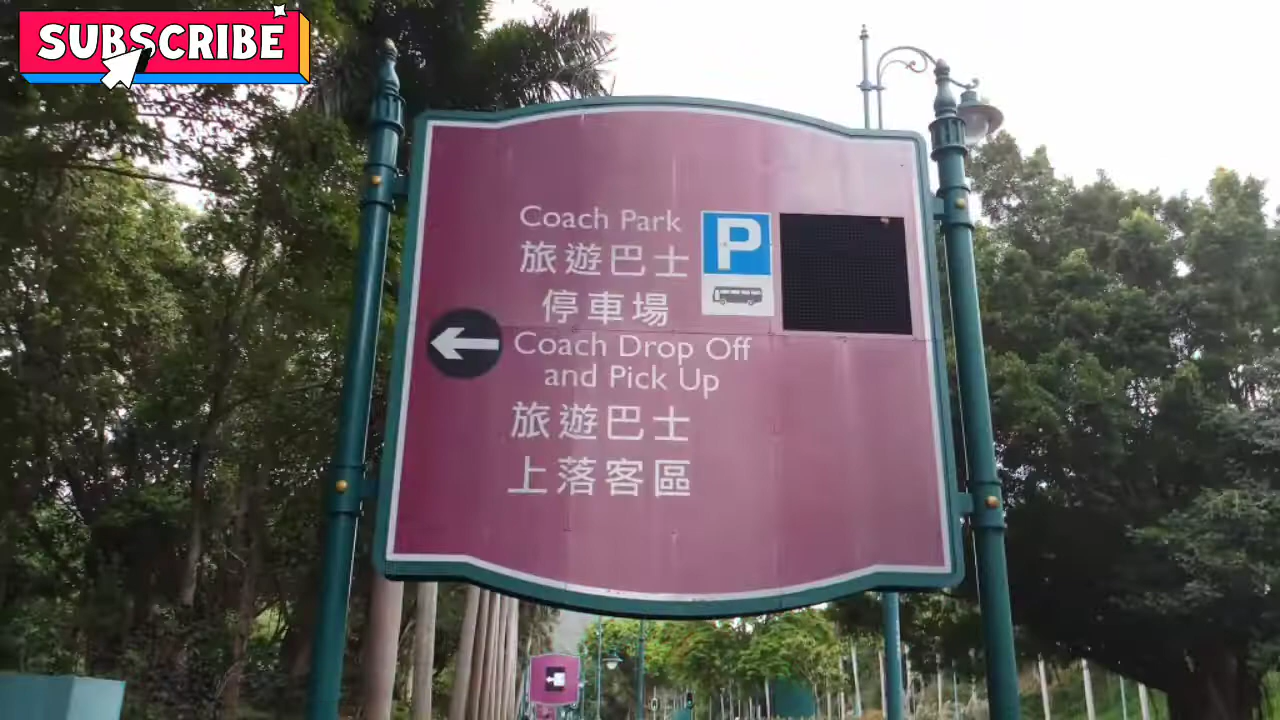 SUBSCRIBE
Coach Park
旅遊巴士
停車場
P
Coach Drop Off
and Pick Up
旅遊巴士
上落客區